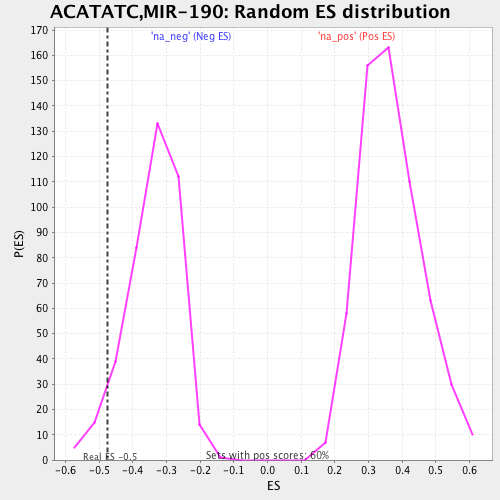 ACATATC,MIR-190: Random ES distribution
'na_neg' (Neg ES)
'na_pos' (Pos ES)
170
160
150
140
130
120
110
100
90
80
70
60
50
40
30
20
10
0
P(ES)
Real ES -0.5
Sets with pos scores: 60%
-0.6 -0.5 -0.4 -0.3 -0.2 -0.1 0.0 0.1 0.2 0.3 0.4 0.5 0.6
ES